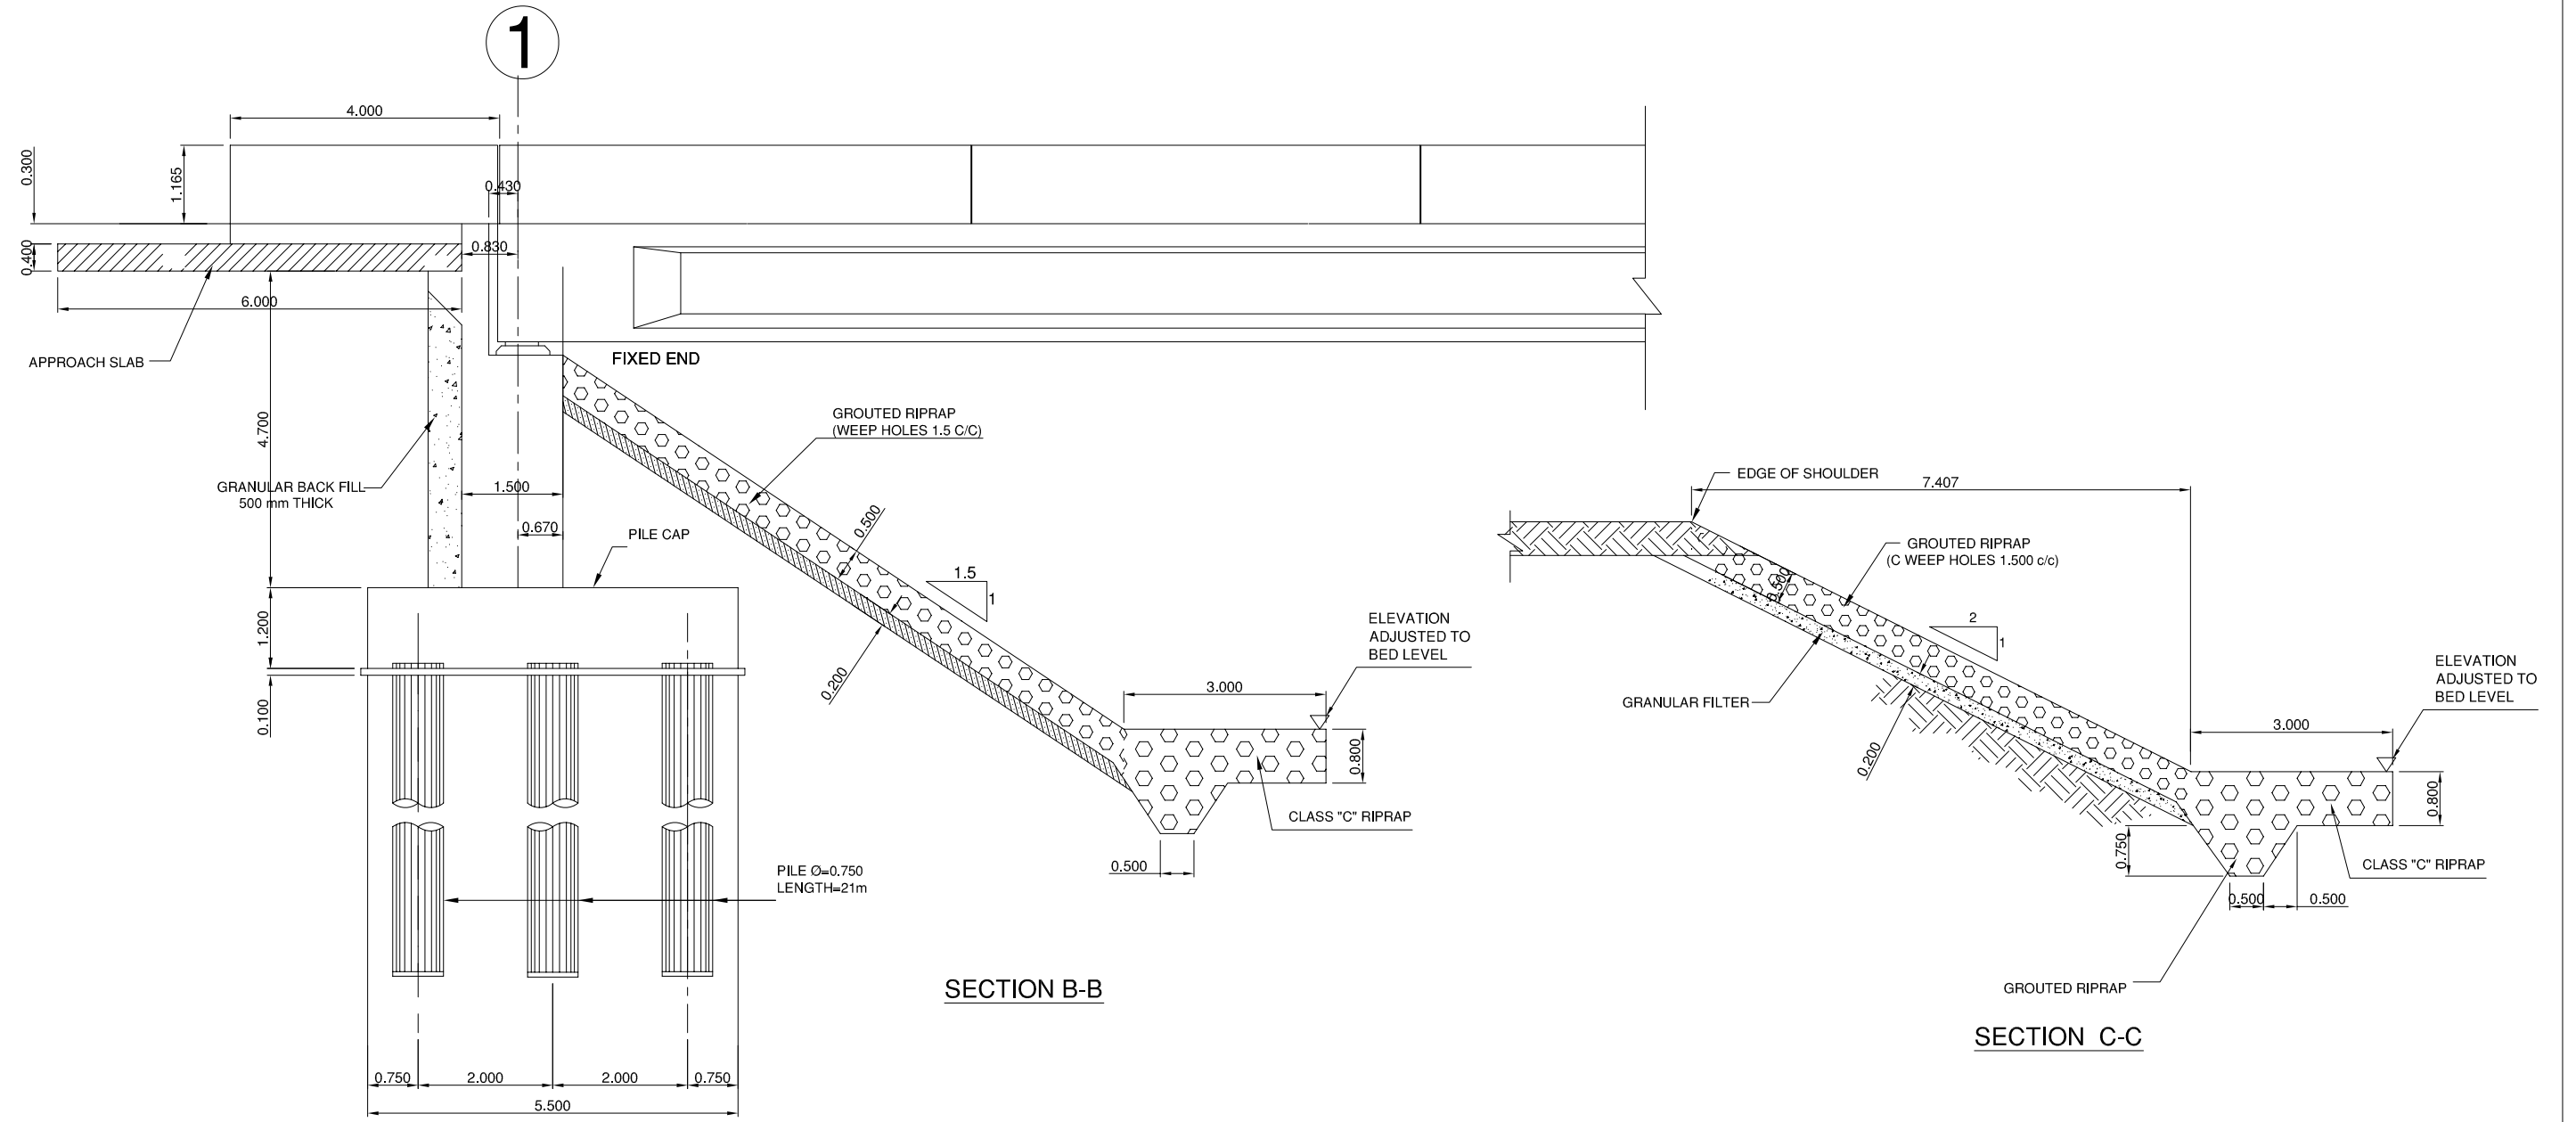 1
4.000
0.300
1.165
0.430
0.400
0.830
6.000
APPROACH SLAB
FIXED END
4.700
GROUTED RIPRAP
(WEEP HOLES 1.5 C/C)
GRANULAR BACK FILL
500 mm THICK
1.500
0.670
PILE CAP
0.500
1.5
1
1.200
0.200
0.100
3.000
ELEVATION
ADJUSTED TO
BED LEVEL
0.800
CLASS "C" RIPRAP
0.500
PILE Ø=0.750
LENGTH=21m
0.750
2.000
2.000
0.750
5.500
SECTION B-B
EDGE OF SHOULDER
7.407
GROUTED RIPRAP
(C WEEP HOLES 1.500 c/c)
0.500
2
1
GRANULAR FILTER
0.200
ELEVATION
ADJUSTED TO
BED LEVEL
3.000
0.800
0.750
CLASS "C" RIPRAP
0.500
0.500
GROUTED RIPRAP
SECTION C-C